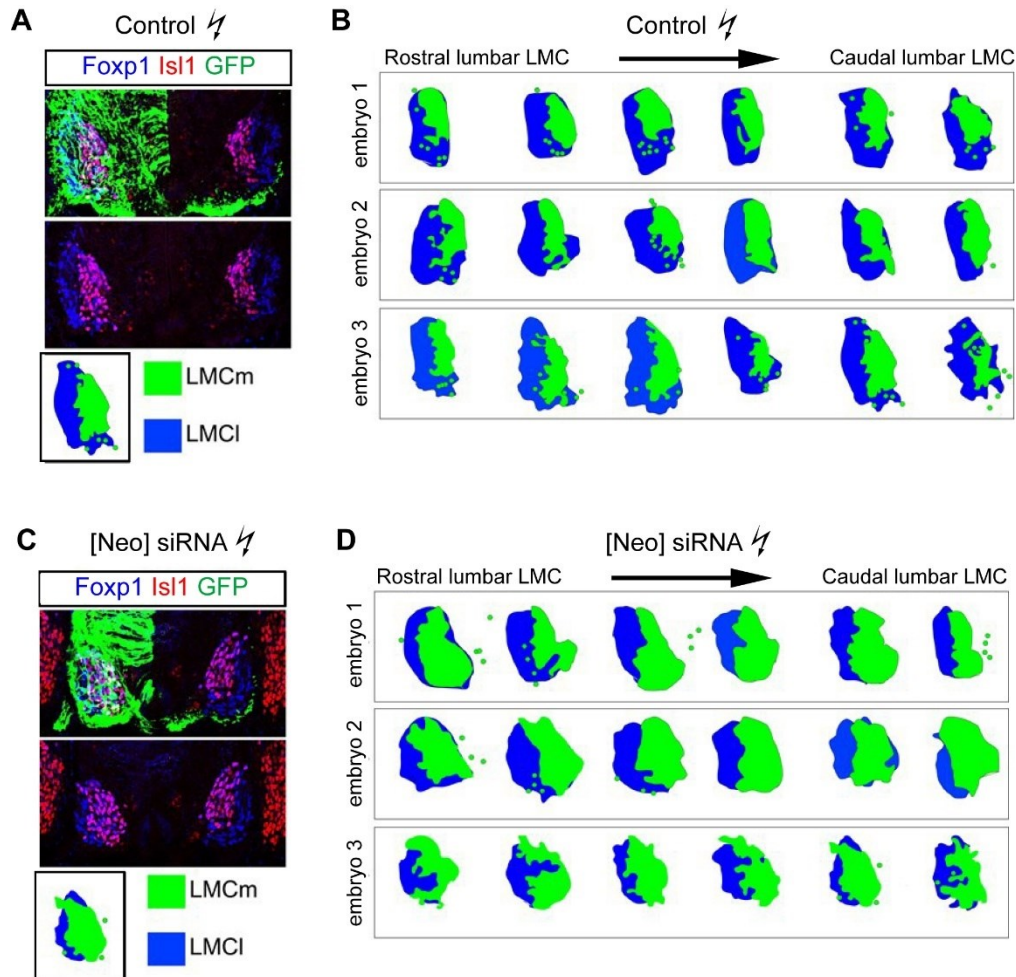 A
Control
Foxp1 Isl1 GFP
LMCm
LMCl
B
Control
Rostral lumbar LMC
Caudal lumbar LMC
embryo 1
embryo 2
embryo 3
C
[Neo] siRNA
Foxp1 Isl1 GFP
LMCm
LMCl
D
[Neo] siRNA
Rostral lumbar LMC
Caudal lumbar LMC
embryo 1
embryo 2
embryo 3